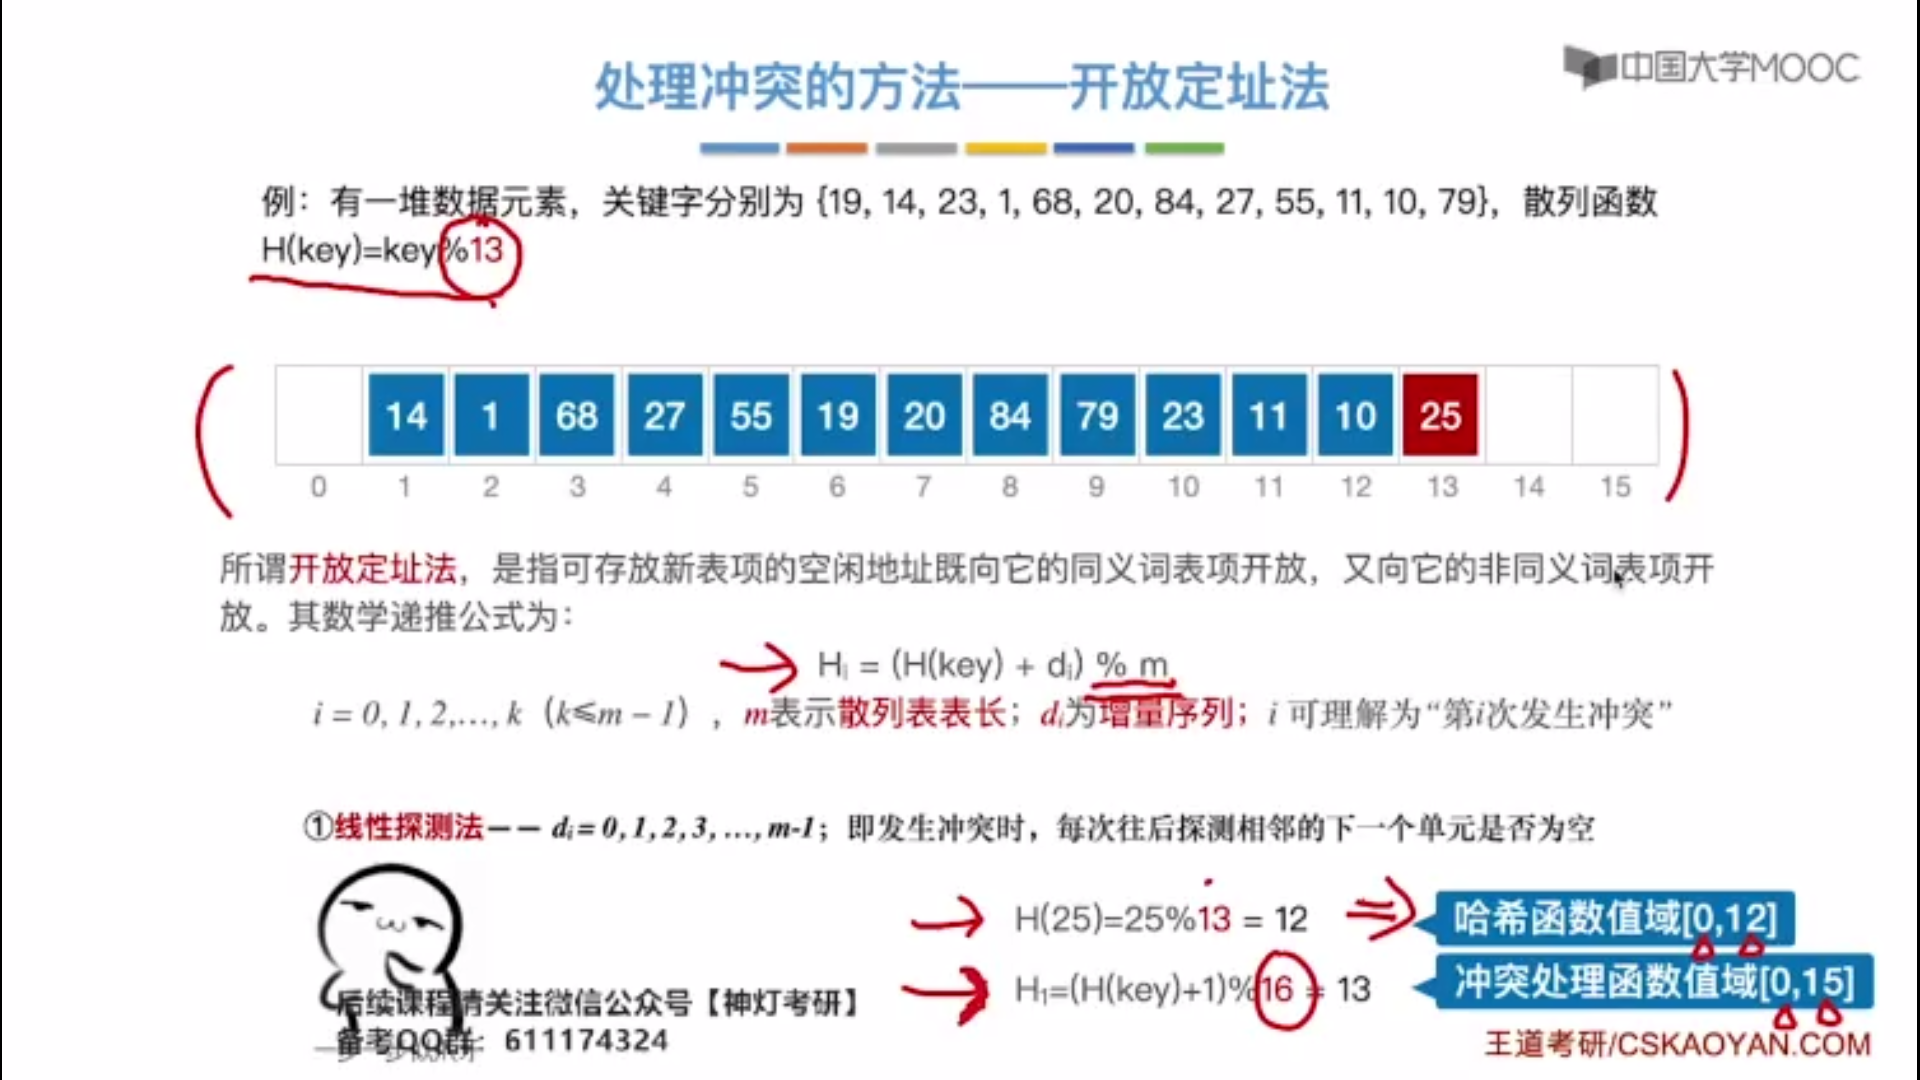 处理冲突的方法——开放定址法
中国大学MOOC
例：有一堆数据元素，关键字分别为 {19, 14, 23, 1, 68, 20, 84, 27, 55, 11, 10, 79}，散列函数
H(key)=key%13
14 1 68 27 55 19 20 84 79 23 11 10 25
0 1 2 3 4 5 6 7 8 9 10 11 12 13 14 15
所谓开放定址法，是指可存放新表项的空闲地址既向它的同义词表项开放，又向它的非同义词表项开
放。其数学递推公式为：
Hᵢ = (H(key) + dᵢ) % m
i = 0, 1, 2,…, k（k≤m – 1），m表示散列表表长；dᵢ为增量序列；i 可理解为“第i次发生冲突”
①线性探测法—— dᵢ = 0, 1, 2, 3, …, m-1；即发生冲突时，每次往后探测相邻的下一个单元是否为空
H(25)=25%13 = 12
哈希函数值域[0,12]
H₁=(H(key)+1)%16 = 13
冲突处理函数值域[0,15]
后续课程请关注微信公众号【神灯考研】
备考QQ群：611174324
王道考研/CSKAOYAN.COM